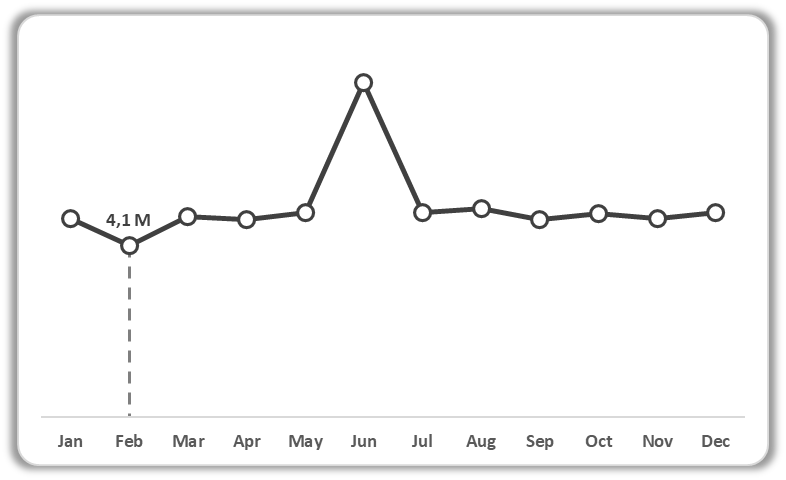 4,1 M
Jan Feb Mar Apr May Jun Jul Aug Sep Oct Nov Dec